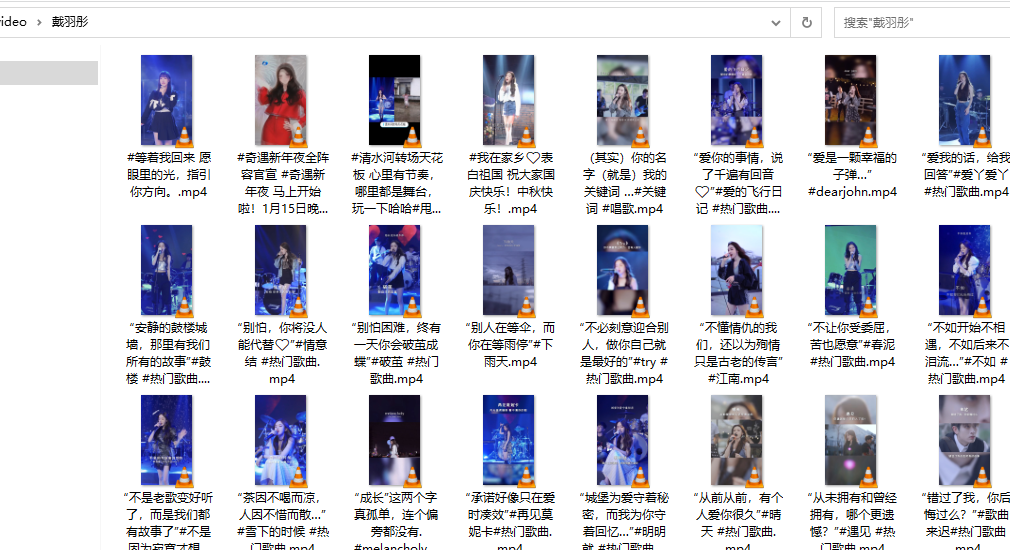 video › 戴羽彤
搜索"戴羽彤"
#等着我回来 愿
眼里的光，指引
你方向。.mp4
#奇遇新年夜全阵
容官宣 #奇遇新
年夜 马上开始
啦！1月15日晚...
#清水河转场天花
板 心里有节奏，
哪里都是舞台，
玩一下哈哈#甩...
#我在家乡♡表
白祖国 祝大家国
庆快乐！中秋快
乐！.mp4
（其实）你的名
字（就是）我的
关键词 ...#关键
词 #唱歌.mp4
“爱你的事情，说
了千遍有回音
♡”#爱的飞行日
记 #热门歌曲....
“爱是一颗幸福的
子弹...”
#dearjohn.mp4
“爱我的话，给我
回答”#爱丫爱丫
#热门歌曲.mp4
“安静的鼓楼城
墙，那里有我们
所有的故事”#鼓
楼 #热门歌曲....
“别怕，你将没人
能代替♡”#情意
结 #热门歌曲.
mp4
“别怕困难，终有
一天你会破茧成
蝶”#破茧 #热门
歌曲.mp4
“别人在等伞，而
你在等雨停”#下
雨天.mp4
“不必刻意迎合别
人，做你自己就
是最好的”#try #
热门歌曲.mp4
“不懂情仇的我
们，还以为殉情
只是古老的传言”
#江南.mp4
“不让你受委屈，
苦也愿意”#春泥
#热门歌曲.mp4
“不如开始不相
遇，不如后来不
泪流...”#不如 #
热门歌曲.mp4
“不是老歌变好听
了，而是我们都
有故事了”#不是
因为寂寞才想
“茶因不喝而凉，
人因不惜而散...”
#雪下的时候 #热
门歌曲.mp4
“成长”这两个字
真孤单，连个偏
旁都没有.
#melancholy.
“承诺好像只在爱
时凑效”#再见莫
妮卡#热门歌曲.
mp4
“城堡为爱守着秘
密，而我为你守
着回忆...”#明明
就 #热门歌曲.
“从前从前，有个
人爱你很久”#晴
天 #热门歌曲.
mp4
“从未拥有和曾经
拥有，哪个更遗
憾？”#遇见 #热
门歌曲.mp4
“错过了我，你后
悔过么？”#歌曲
来迟#热门歌曲.
mp4